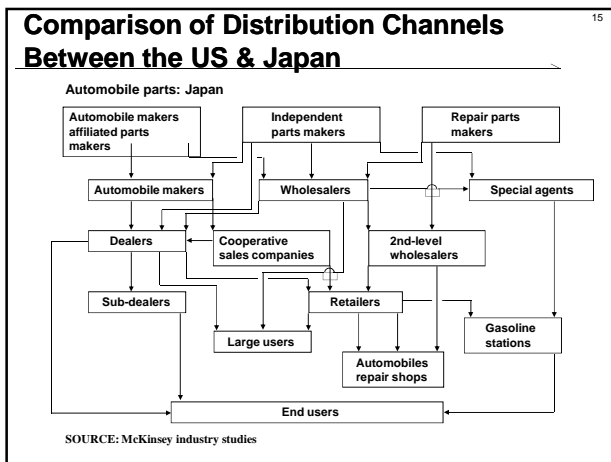 Comparison of Distribution Channels
Between the US & Japan
15
Automobile parts: Japan
Automobile makers
affiliated parts
makers
Independent
parts makers
Repair parts
makers
Automobile makers
Wholesalers
Special agents
Dealers
Cooperative
sales companies
2nd-level
wholesalers
Sub-dealers
Retailers
Large users
Gasoline
stations
Automobiles
repair shops
End users
SOURCE: McKinsey industry studies